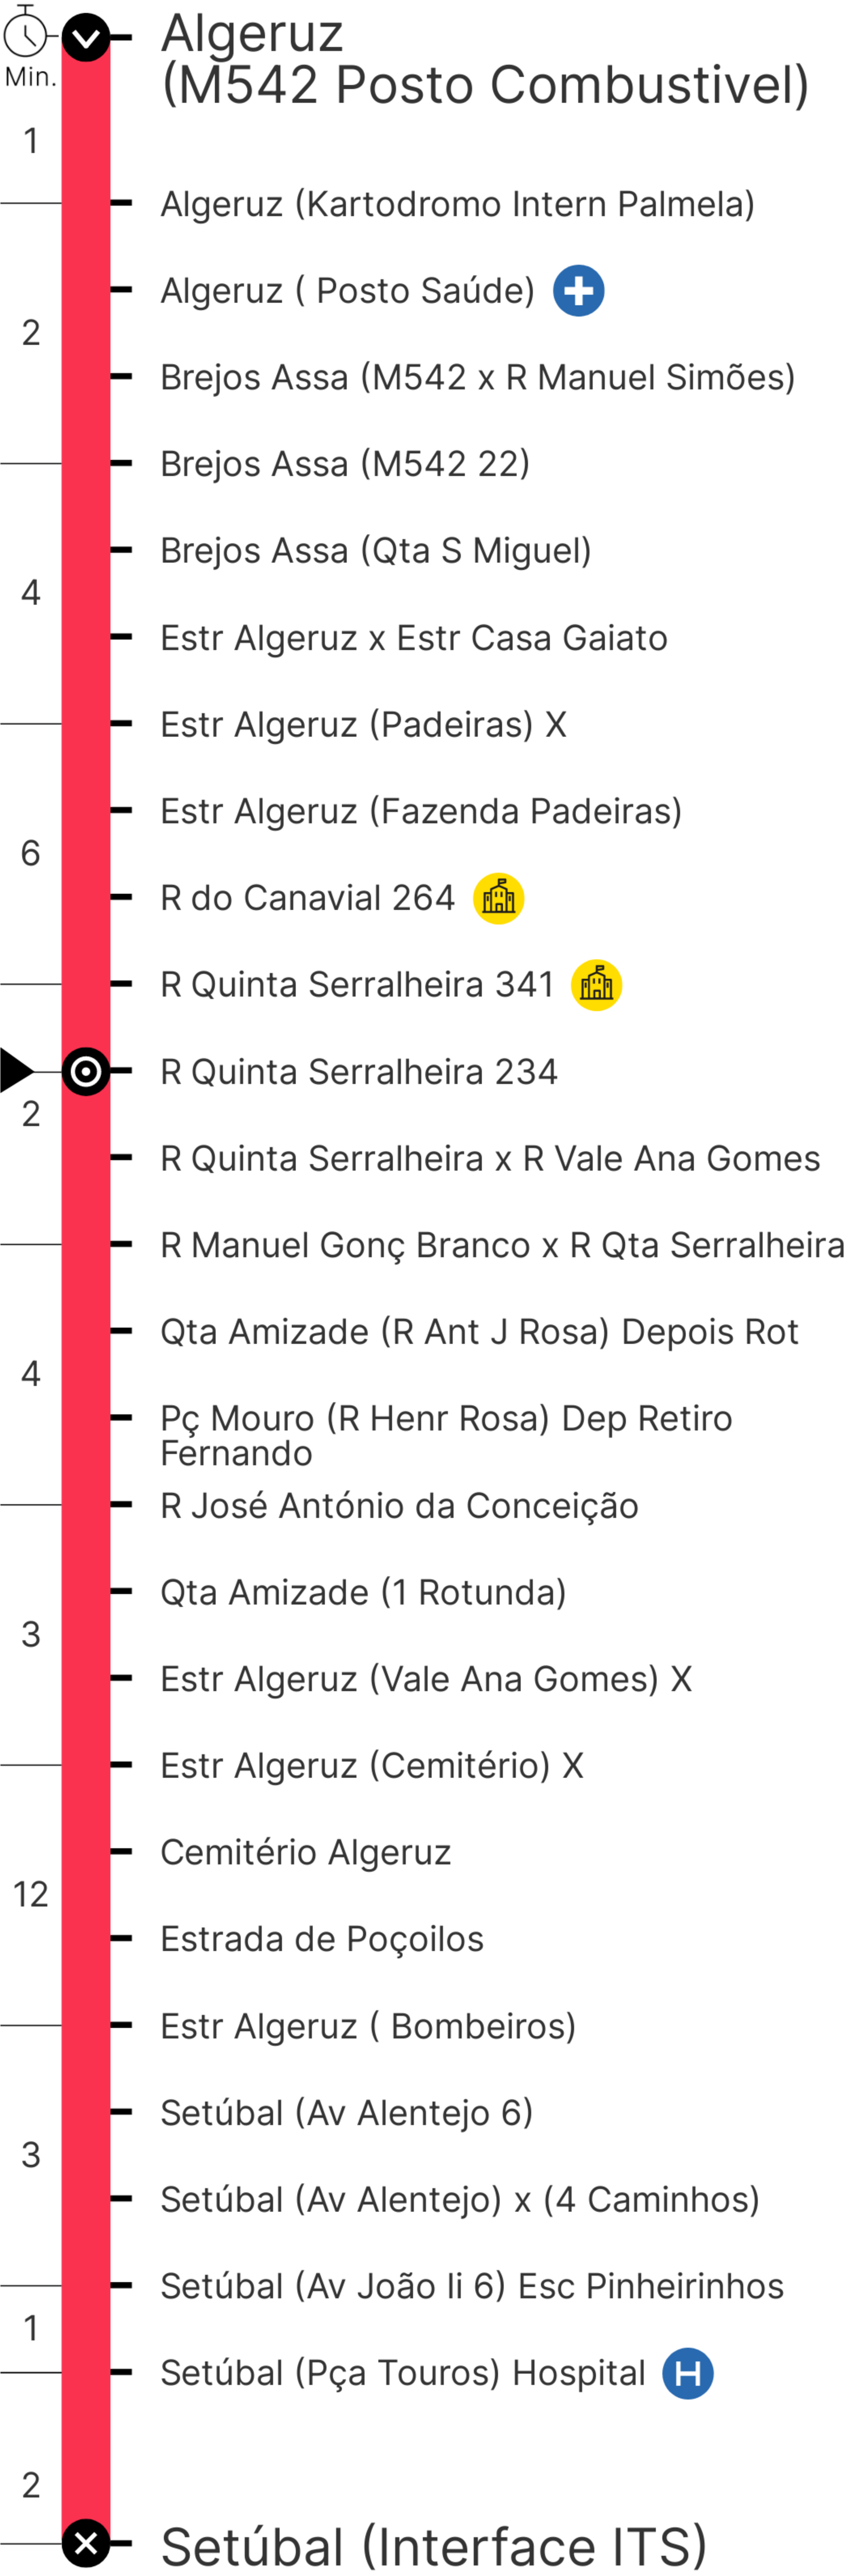 Algeruz
(M542 Posto Combustivel)
Min.
1
Algeruz (Kartodromo Intern Palmela)
Algeruz ( Posto Saúde)
2
Brejos Assa (M542 x R Manuel Simões)
Brejos Assa (M542 22)
Brejos Assa (Qta S Miguel)
4
Estr Algeruz x Estr Casa Gaiato
Estr Algeruz (Padeiras) X
Estr Algeruz (Fazenda Padeiras)
6
R do Canavial 264
R Quinta Serralheira 341
R Quinta Serralheira 234
2
R Quinta Serralheira x R Vale Ana Gomes
R Manuel Gonç Branco x R Qta Serralheira
Qta Amizade (R Ant J Rosa) Depois Rot
4
Pç Mouro (R Henr Rosa) Dep Retiro
Fernando
R José António da Conceição
Qta Amizade (1 Rotunda)
3
Estr Algeruz (Vale Ana Gomes) X
Estr Algeruz (Cemitério) X
Cemitério Algeruz
12
Estrada de Poçoilos
Estr Algeruz ( Bombeiros)
Setúbal (Av Alentejo 6)
3
Setúbal (Av Alentejo) x (4 Caminhos)
Setúbal (Av João Ii 6) Esc Pinheirinhos
1
Setúbal (Pça Touros) Hospital H
2
Setúbal (Interface ITS)